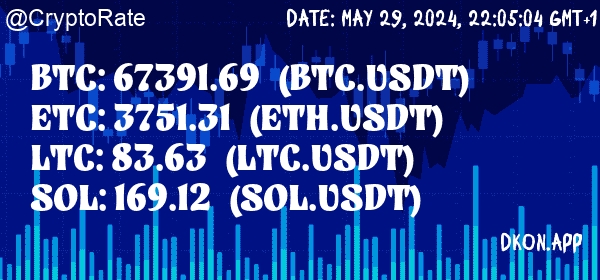 @CryptoRate
DATE: MAY 29, 2024, 22:05:04 GMT+1
BTC: 67391.69 (BTC.USDT)
ETC: 3751.31 (ETH.USDT)
LTC: 83.63 (LTC.USDT)
SOL: 169.12 (SOL.USDT)
DKON.APP